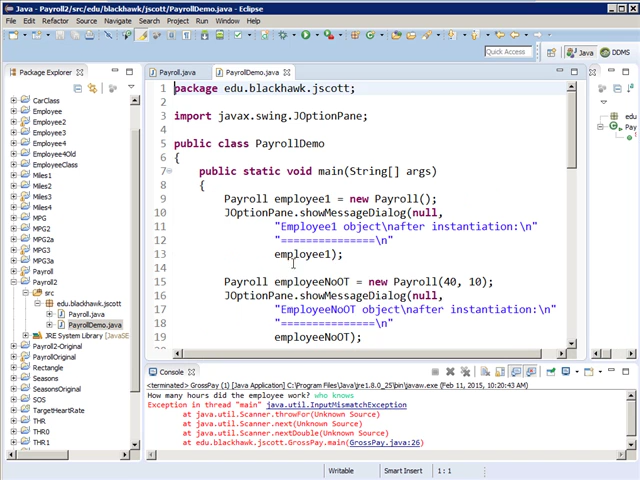 Java - Payroll2/src/edu/blackhawk/jscott/PayrollDemo.java - Eclipse
File Edit Source Refactor Navigate Search Project Run Window Help
Quick Access
Java
DDMS
Package Explorer
CarClass
Employee
Employee2
Employee3
Employee4
Employee4Old
EmployeeClass
Miles1
Miles2
Miles3
Miles4
MPG
MPG2
MPG2a
MPG3
MPG3a
Payroll
Payroll2
src
edu.blackhawk.jscott
Payroll.java
PayrollDemo.java
JRE System Library [JavaSE
Payroll2-Original
PayrollOriginal
Rectangle
Seasons
SeasonsOriginal
SOS
TargetHeartRate
THR
THR1
Payroll.java
PayrollDemo.java
1 package edu.blackhawk.jscott;
2
3 import javax.swing.JOptionPane;
4
5 public class PayrollDemo
6 {
7 public static void main(String[] args)
8 {
9 Payroll employee1 = new Payroll();
10 JOptionPane.showMessageDialog(null,
11 "Employee1 object\nafter instantiation:\n"
12 "===============\n"
13 employee1);
14
15 Payroll employeeNoOT = new Payroll(40, 10);
16 JOptionPane.showMessageDialog(null,
17 "EmployeeNoOT object\nafter instantiation:\n"
18 "===============\n"
19 employeeNoOT);
edu
Pay
Console
<terminated> GrossPay [Java Application] C:\Program Files\Java\jre1.8.0_25\bin\javaw.exe (Feb 11, 2015, 10:20:43 AM)
How many hours did the employee work? who knows
Exception in thread "main" java.util.InputMismatchException
at java.util.Scanner.throwFor(Unknown Source)
at java.util.Scanner.next(Unknown Source)
at java.util.Scanner.nextDouble(Unknown Source)
at edu.blackhawk.jscott.GrossPay.main(GrossPay.java:26)
Writable
Smart Insert
1 : 1